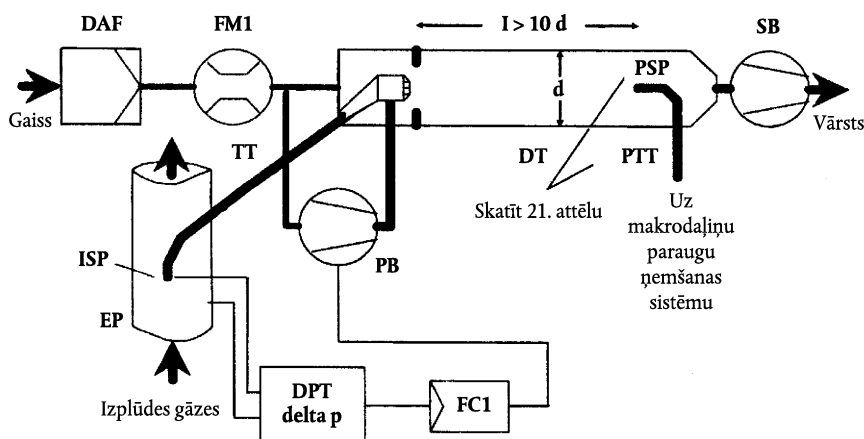 DAF
FM1
l > 10 d
SB
Gaiss
d
PSP
Vārsts
TT
DT
PTT
Skatīt 21. attēlu
Uz
makrodaļiņu
paraugu
ņemšanas
sistēmu
ISP
PB
EP
DPT
delta p
FC1
Izplūdes gāzes